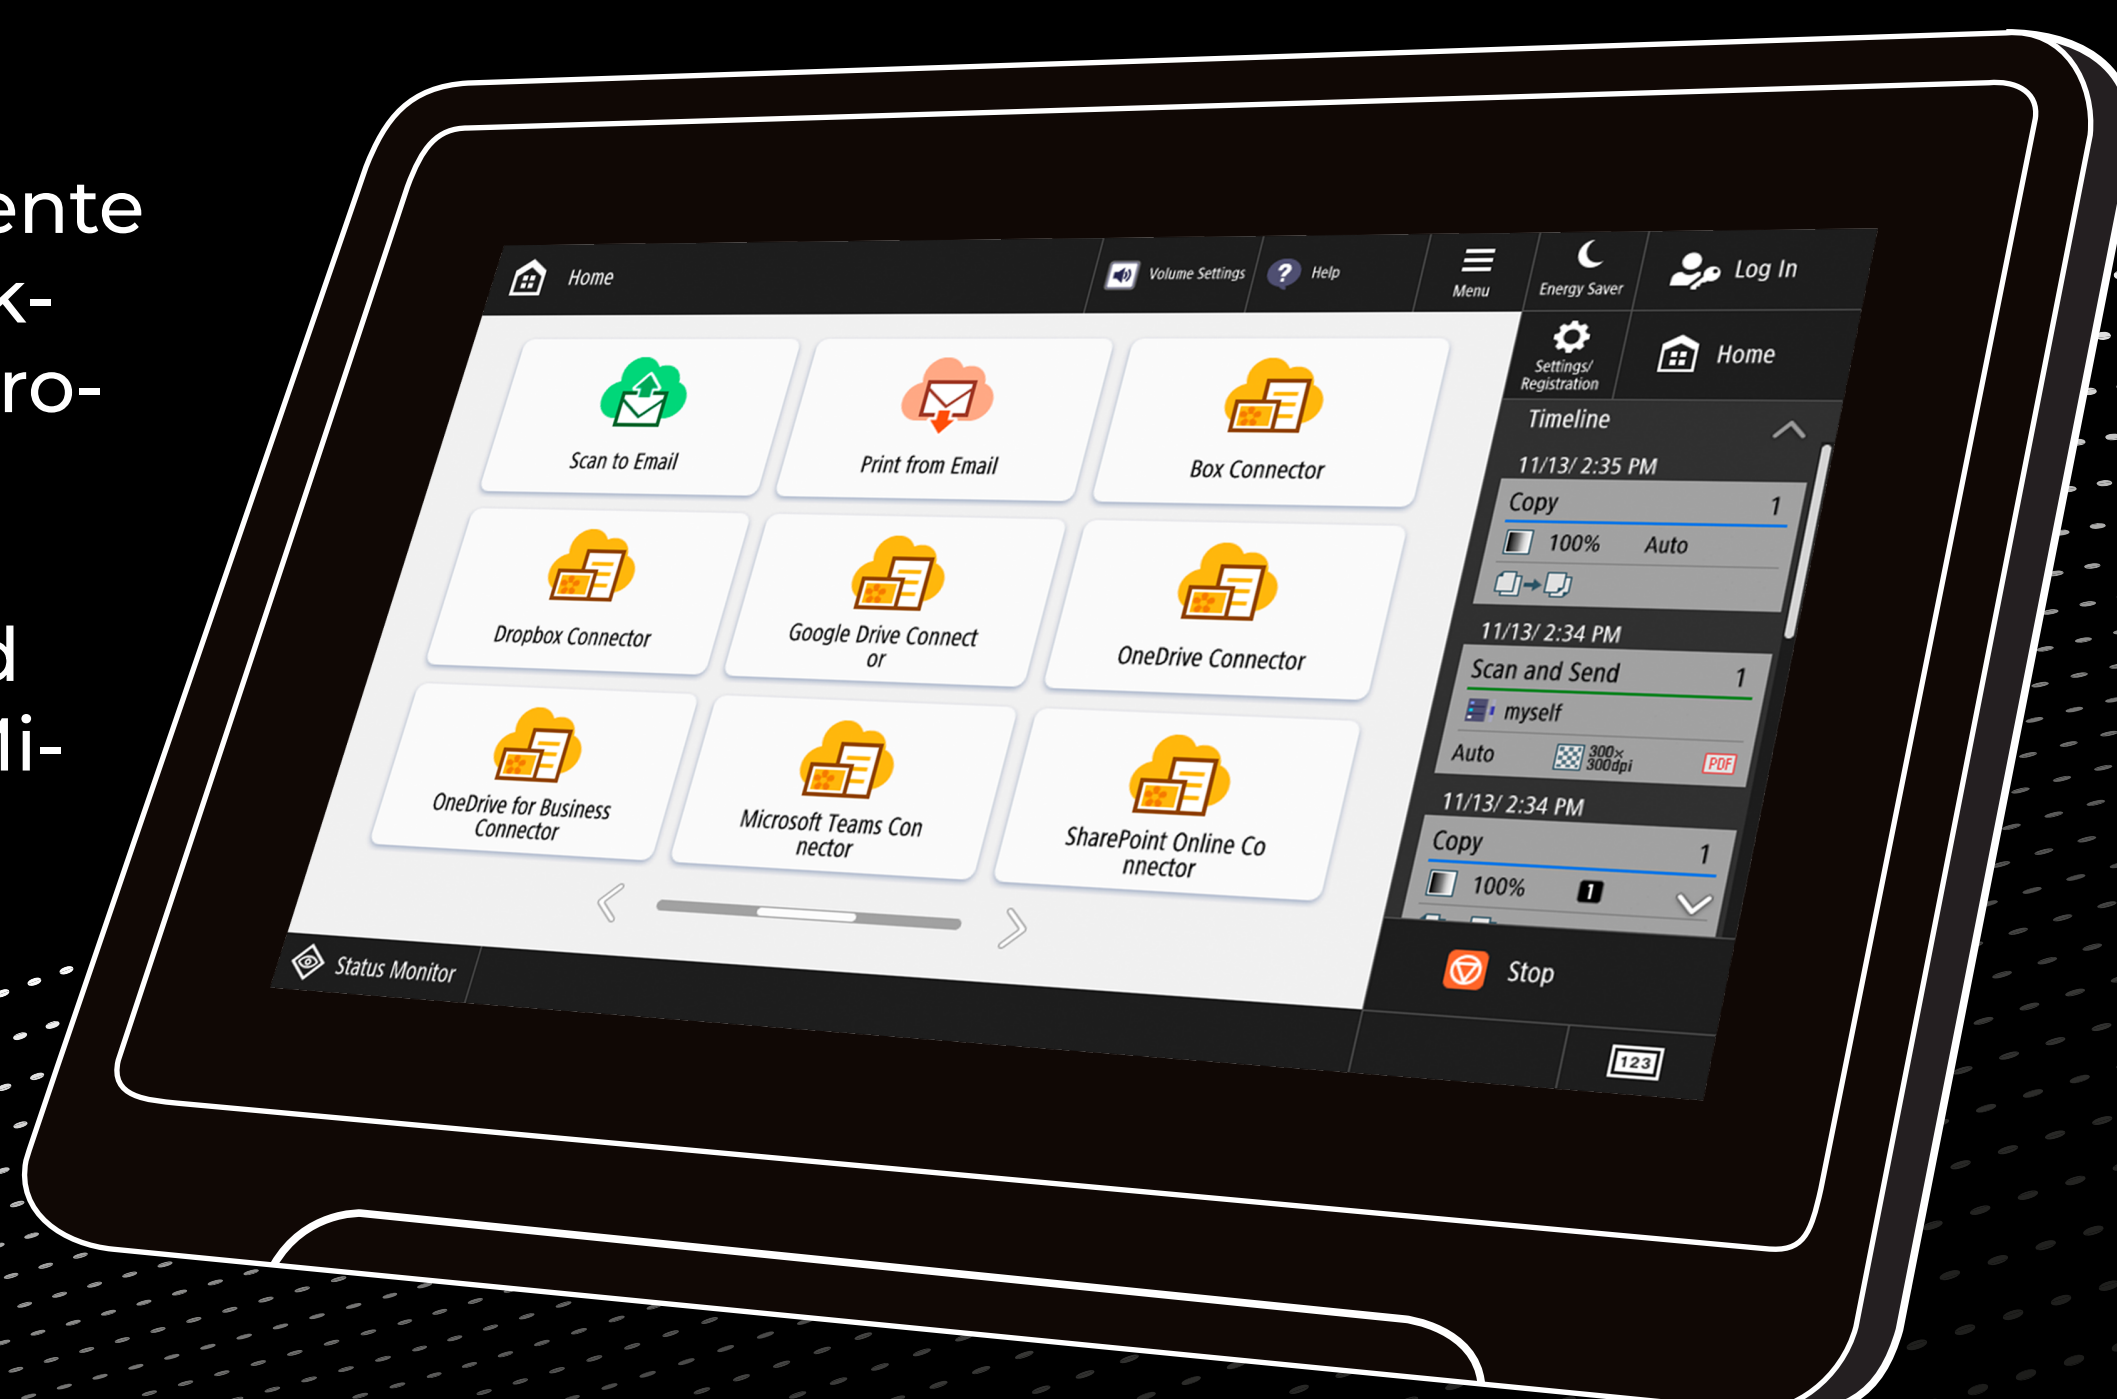 ente
k-
ro-
d
Mi-
Home
Volume Settings
Help
Menu
Energy Saver
Log In
Scan to Email
Print from Email
Box Connector
Dropbox Connector
Google Drive Connect
or
OneDrive Connector
OneDrive for Business
Connector
Microsoft Teams Con
nector
SharePoint Online Co
nnector
Status Monitor
Settings/
Registration
Home
Timeline
11/13/ 2:35 PM
Copy 1
100% Auto
11/13/ 2:34 PM
Scan and Send 1
myself
Auto 300×
300dpi PDF
11/13/ 2:34 PM
Copy 1
100% 1
Stop
123